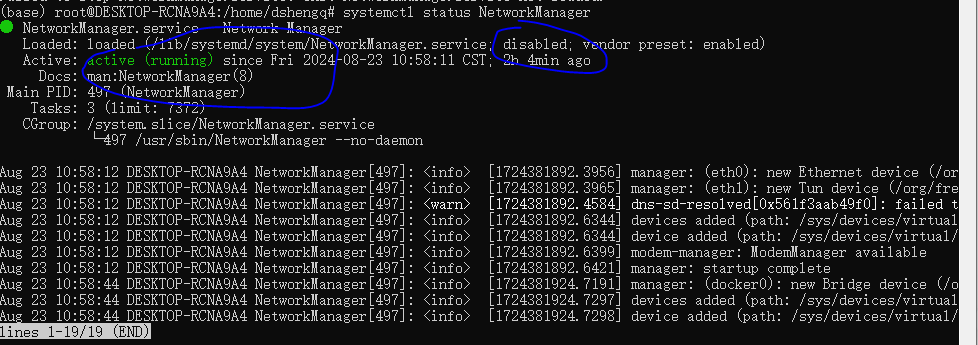 (base) root@DESKTOP-RCNA9A4:/home/dshengq# systemctl status NetworkManager
● NetworkManager.service - Network Manager
Loaded: loaded (/lib/systemd/system/NetworkManager.service; disabled; vendor preset: enabled)
Active: active (running) since Fri 2024-08-23 10:58:11 CST; 2h 4min ago
Docs: man:NetworkManager(8)
Main PID: 497 (NetworkManager)
Tasks: 3 (limit: 7372)
CGroup: /system.slice/NetworkManager.service
└─497 /usr/sbin/NetworkManager --no-daemon
Aug 23 10:58:12 DESKTOP-RCNA9A4 NetworkManager[497]: <info>  [1724381892.3956] manager: (eth0): new Ethernet device (/or
Aug 23 10:58:12 DESKTOP-RCNA9A4 NetworkManager[497]: <info>  [1724381892.3965] manager: (eth1): new Tun device (/org/fre
Aug 23 10:58:12 DESKTOP-RCNA9A4 NetworkManager[497]: <warn>  [1724381892.4584] dns-sd-resolved[0x561f3aab49f0]: failed t
Aug 23 10:58:12 DESKTOP-RCNA9A4 NetworkManager[497]: <info>  [1724381892.6344] devices added (path: /sys/devices/virtual
Aug 23 10:58:12 DESKTOP-RCNA9A4 NetworkManager[497]: <info>  [1724381892.6344] device added (path: /sys/devices/virtual/
Aug 23 10:58:12 DESKTOP-RCNA9A4 NetworkManager[497]: <info>  [1724381892.6399] modem-manager: ModemManager available
Aug 23 10:58:12 DESKTOP-RCNA9A4 NetworkManager[497]: <info>  [1724381892.6421] manager: startup complete
Aug 23 10:58:44 DESKTOP-RCNA9A4 NetworkManager[497]: <info>  [1724381924.7191] manager: (docker0): new Bridge device (/o
Aug 23 10:58:44 DESKTOP-RCNA9A4 NetworkManager[497]: <info>  [1724381924.7297] devices added (path: /sys/devices/virtual
Aug 23 10:58:44 DESKTOP-RCNA9A4 NetworkManager[497]: <info>  [1724381924.7298] device added (path: /sys/devices/virtual/
lines 1-19/19 (END)